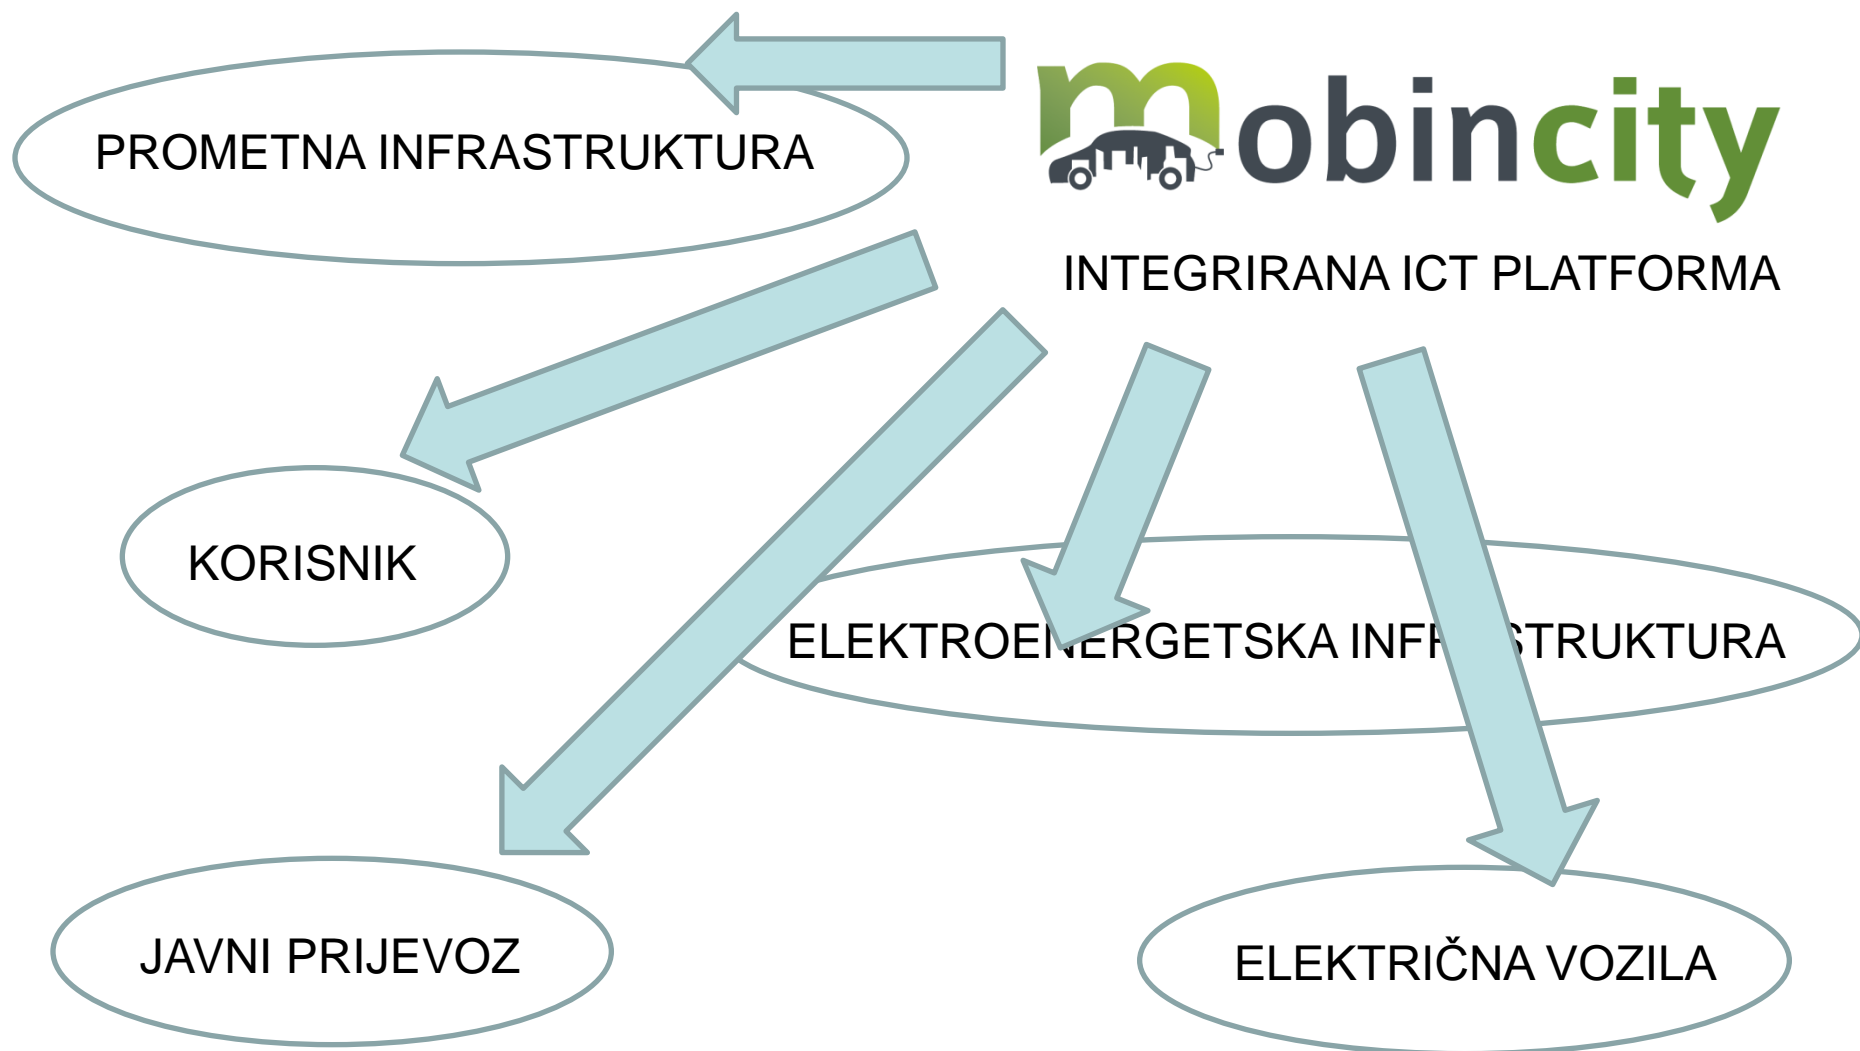 mobincity
PROMETNA INFRASTRUKTURA
INTEGRIRANA ICT PLATFORMA
KORISNIK
ELEKTROENERGETSKA INFRASTRUKTURA
JAVNI PRIJEVOZ
ELEKTRIČNA VOZILA